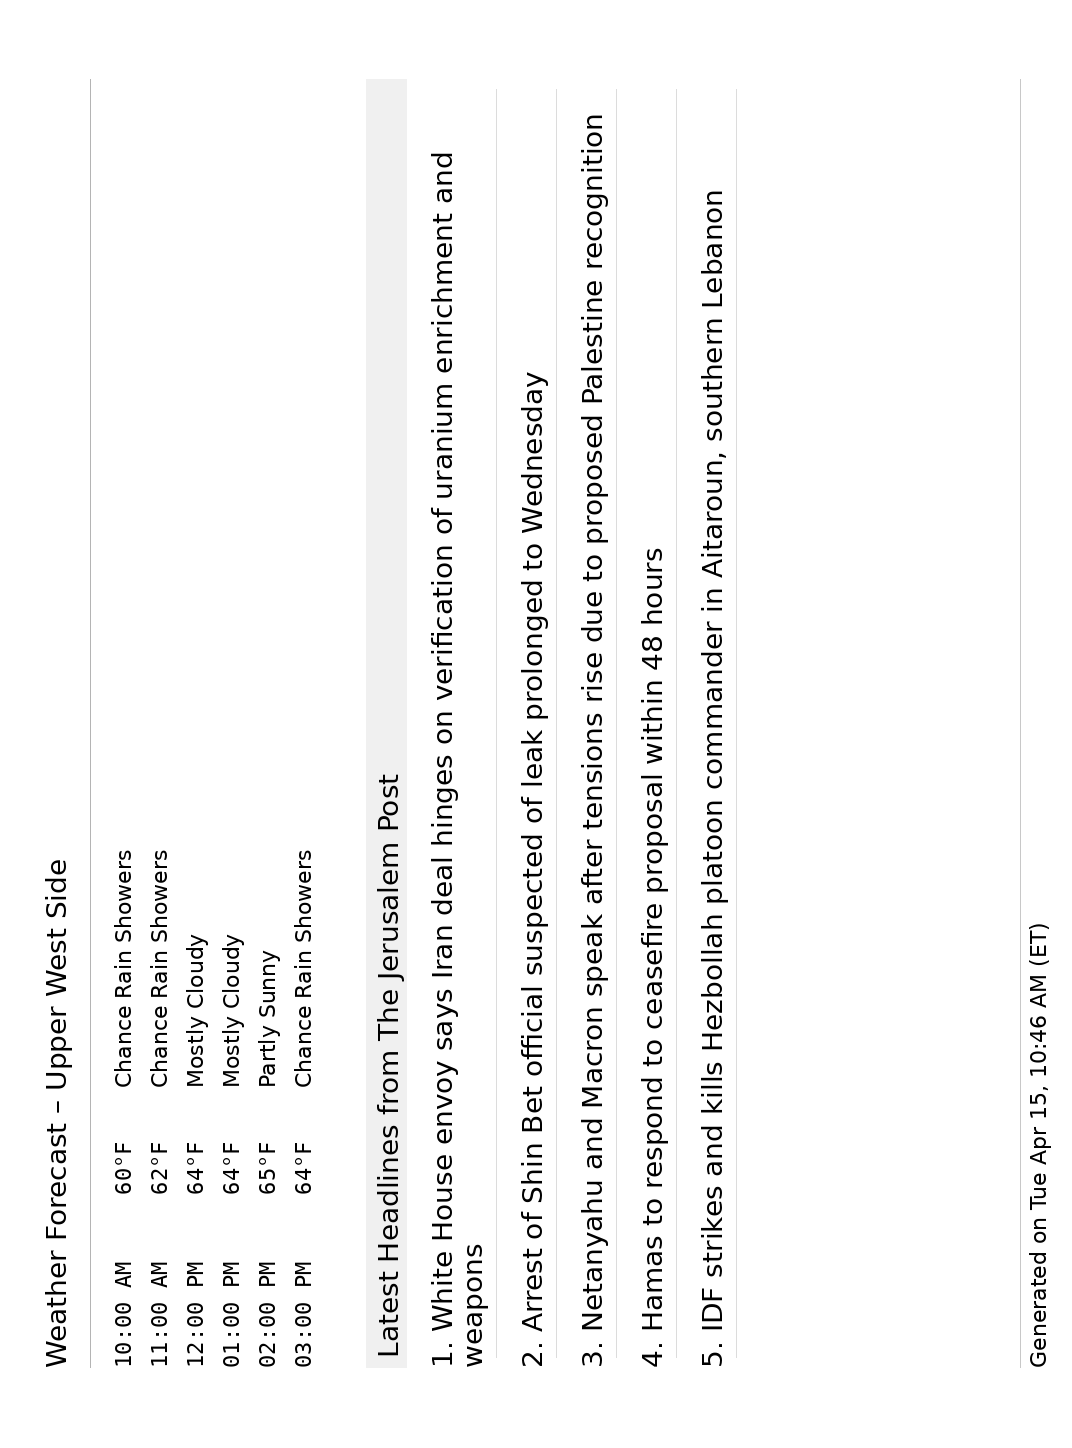 Weather Forecast – Upper West Side
10:00 AM 60°F Chance Rain Showers
11:00 AM 62°F Chance Rain Showers
12:00 PM 64°F Mostly Cloudy
01:00 PM 64°F Mostly Cloudy
02:00 PM 65°F Partly Sunny
03:00 PM 64°F Chance Rain Showers
Latest Headlines from The Jerusalem Post
1. White House envoy says Iran deal hinges on verification of uranium enrichment and
weapons
2. Arrest of Shin Bet official suspected of leak prolonged to Wednesday
3. Netanyahu and Macron speak after tensions rise due to proposed Palestine recognition
4. Hamas to respond to ceasefire proposal within 48 hours
5. IDF strikes and kills Hezbollah platoon commander in Aitaroun, southern Lebanon
Generated on Tue Apr 15, 10:46 AM (ET)